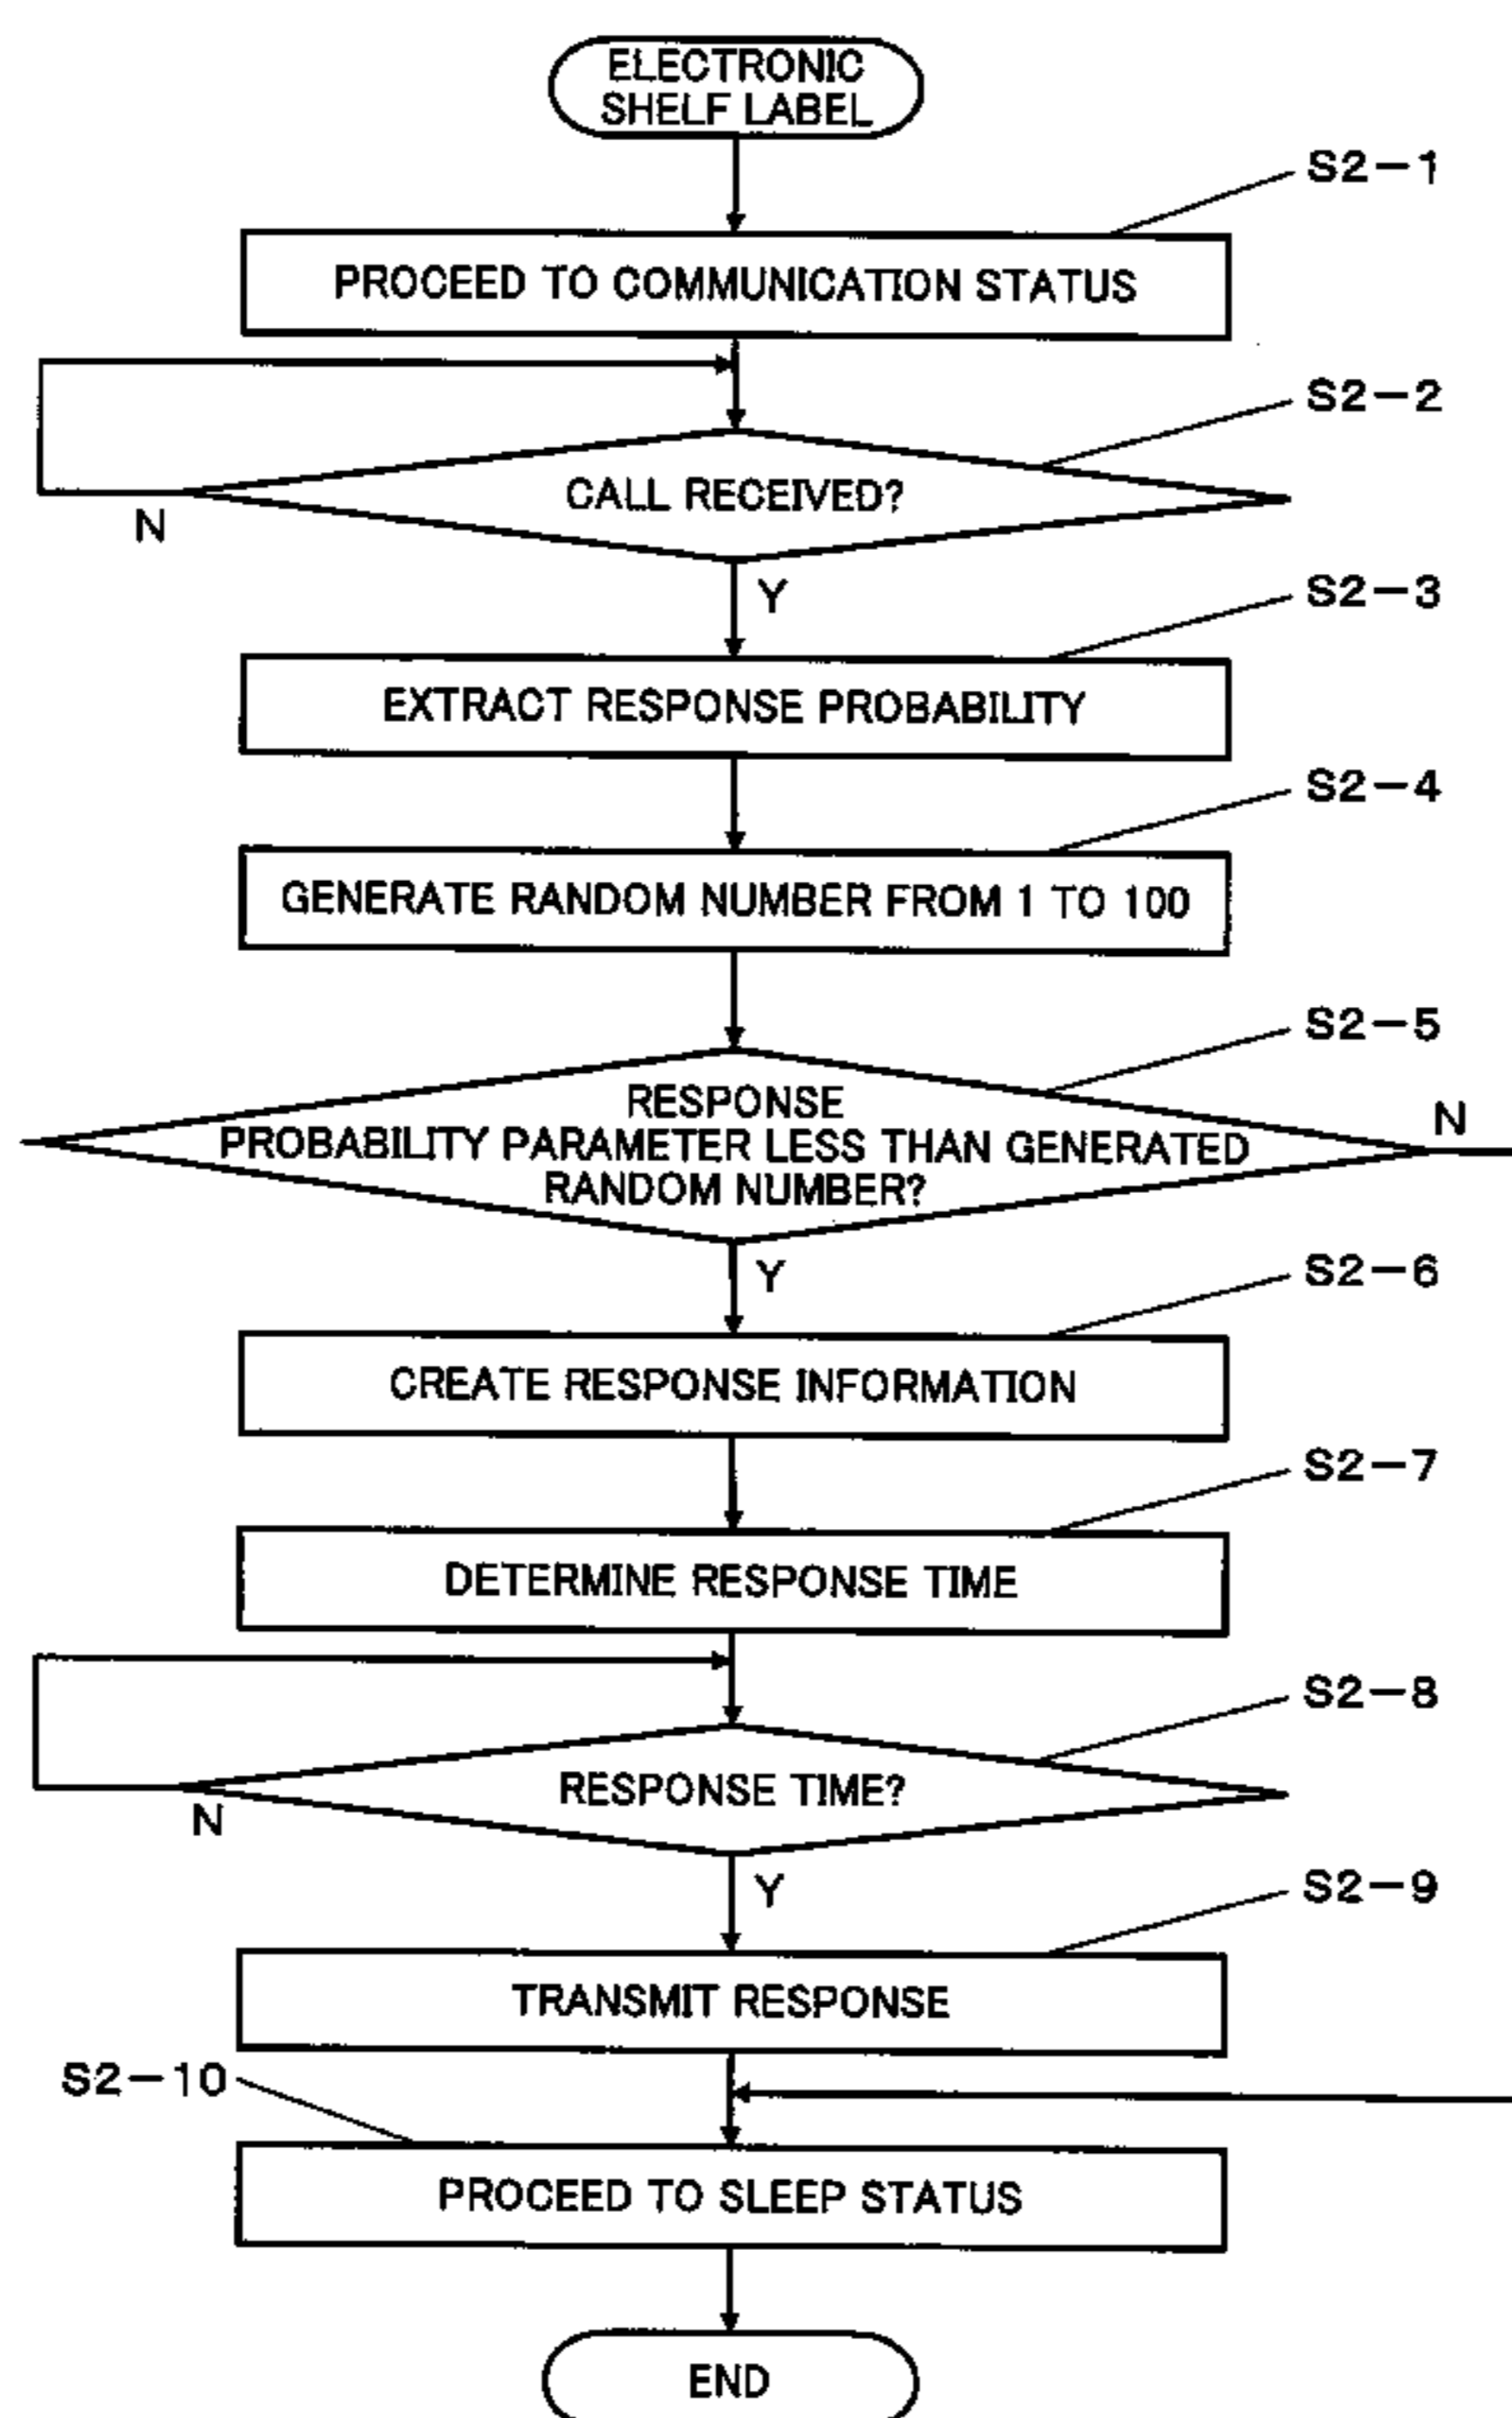 ELECTRONIC
SHELF LABEL
S2-1
PROCEED TO COMMUNICATION STATUS
S2-2
CALL RECEIVED?
N
Y
S2-3
EXTRACT RESPONSE PROBABILITY
S2-4
GENERATE RANDOM NUMBER FROM 1 TO 100
S2-5
RESPONSE
N
PROBABILITY PARAMETER LESS THAN GENERATED
RANDOM NUMBER?
Y
S2-6
CREATE RESPONSE INFORMATION
S2-7
DETERMINE RESPONSE TIME
S2-8
RESPONSE TIME?
N
Y
S2-9
TRANSMIT RESPONSE
S2-10
PROCEED TO SLEEP STATUS
END